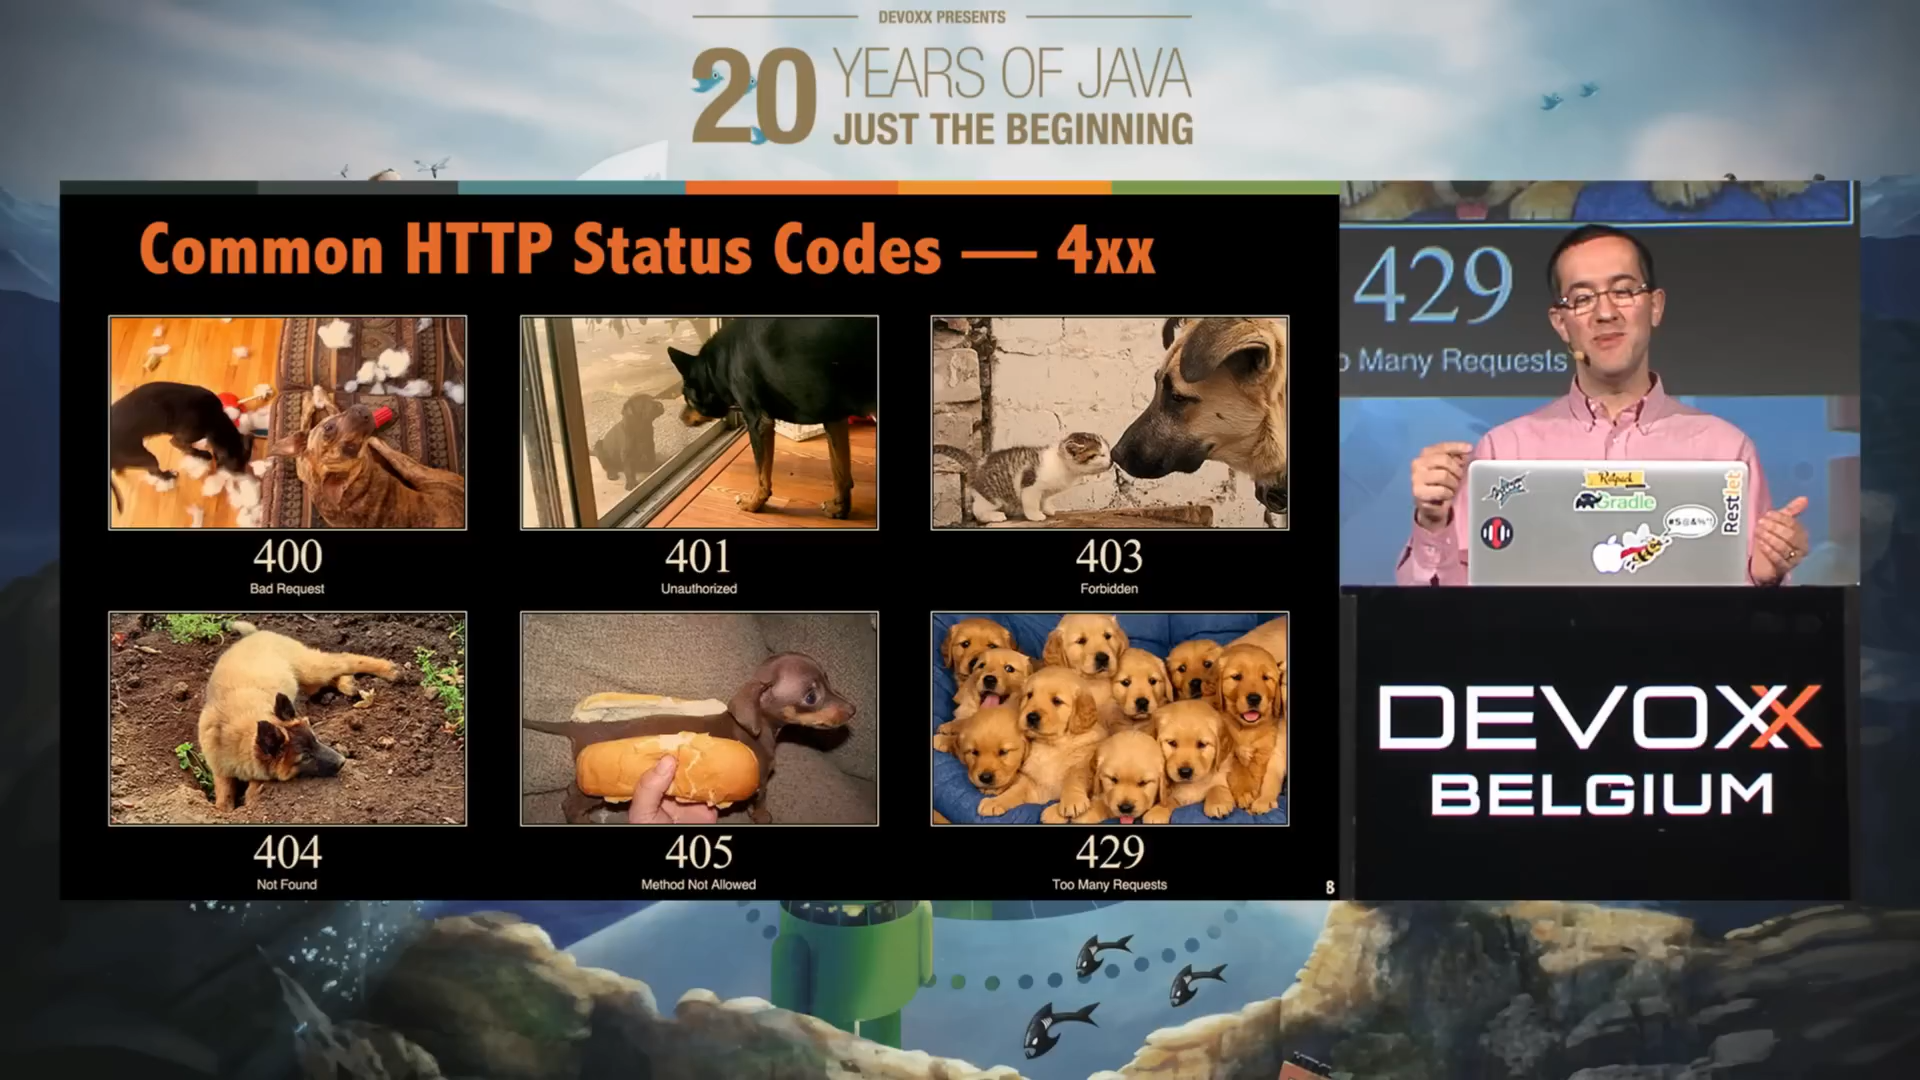 DEVOXX PRESENTS
20 YEARS OF JAVA
JUST THE BEGINNING
Common HTTP Status Codes — 4xx
400
Bad Request
401
Unauthorized
403
Forbidden
404
Not Found
405
Method Not Allowed
429
Too Many Requests
8
429
o Many Requests
Ratpack
Gradle
Restlet
#$@&%!
DEVOXX
BELGIUM